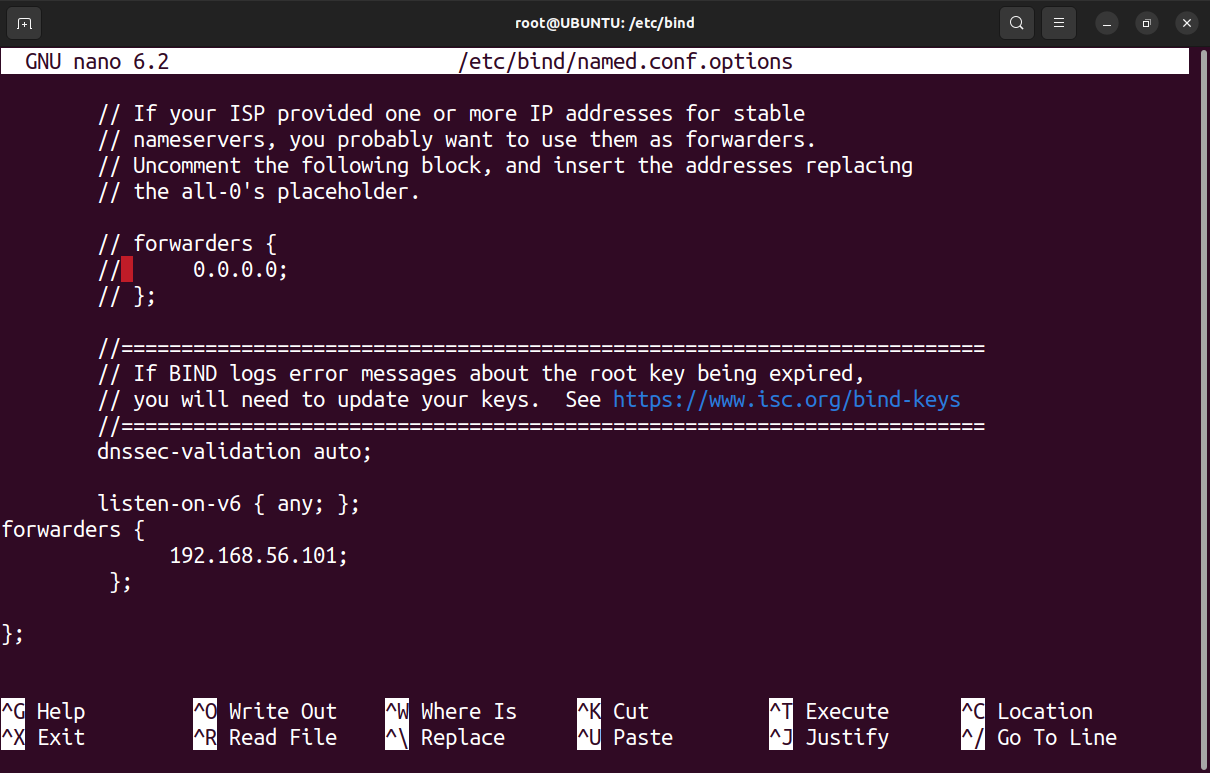 root@UBUNTU: /etc/bind
GNU nano 6.2 /etc/bind/named.conf.options
// If your ISP provided one or more IP addresses for stable
// nameservers, you probably want to use them as forwarders.
// Uncomment the following block, and insert the addresses replacing
// the all-0's placeholder.
// forwarders {
// 0.0.0.0;
// };
//========================================================================
// If BIND logs error messages about the root key being expired,
// you will need to update your keys.  See https://www.isc.org/bind-keys
//========================================================================
dnssec-validation auto;
listen-on-v6 { any; };
forwarders {
192.168.56.101;
};
};
^G Help ^O Write Out ^W Where Is ^K Cut ^T Execute ^C Location
^X Exit ^R Read File ^\ Replace ^U Paste ^J Justify ^/ Go To Line